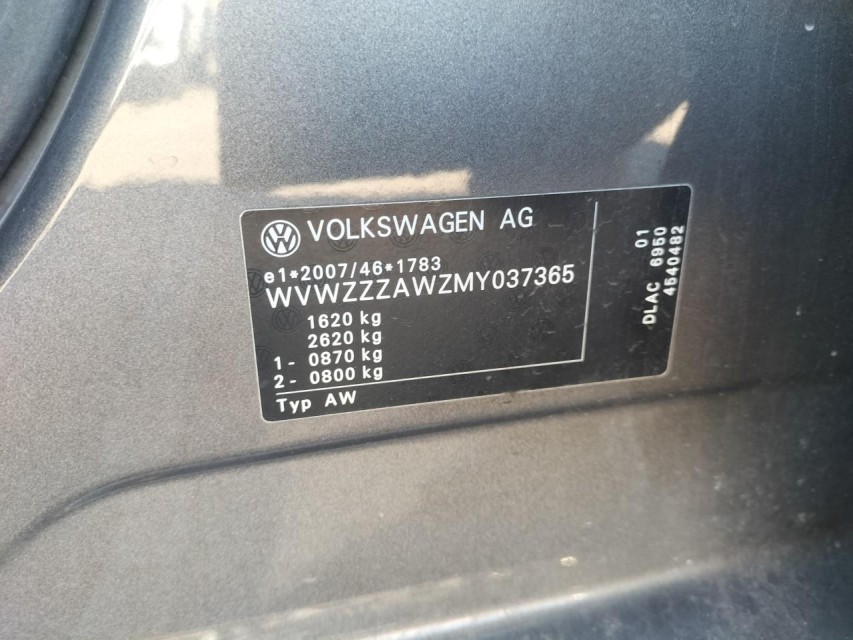 VOLKSWAGEN AG
e1*2007/46*1783
WVWZZZAWZMY037365
1620 kg
2620 kg
1- 0870 kg
2- 0800 kg
Typ AW
01
DLAC 6950
4540482